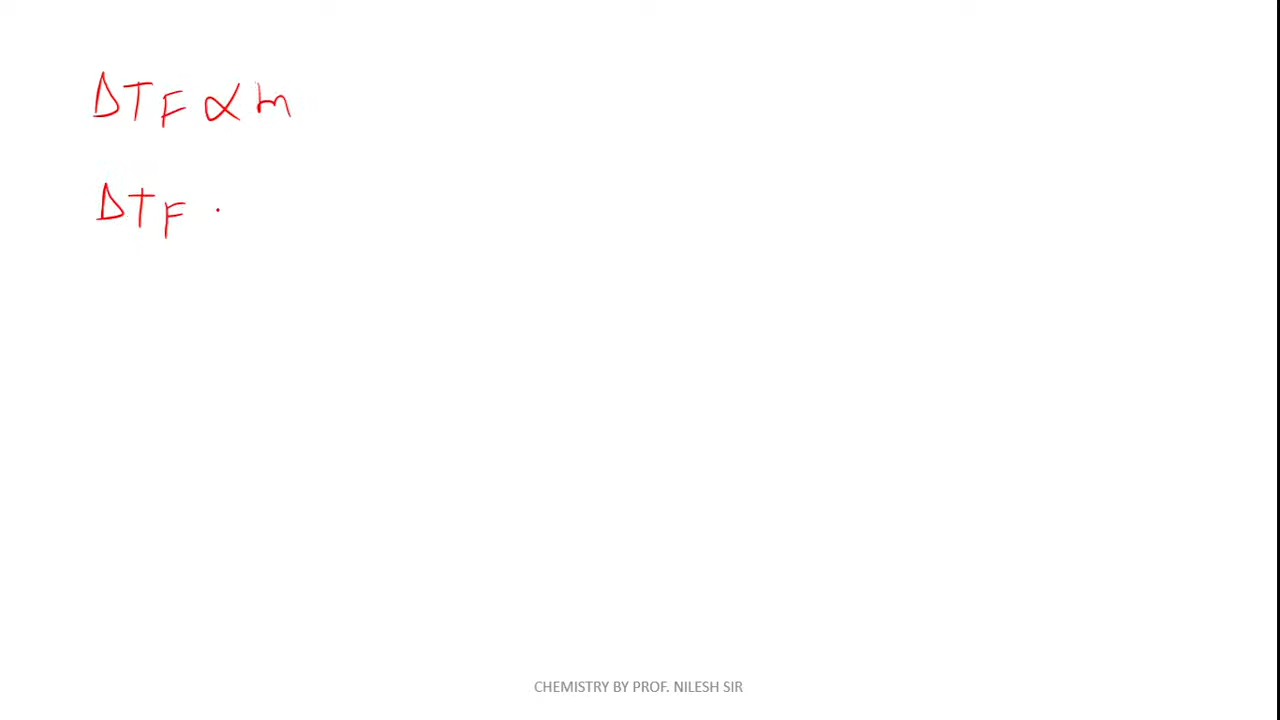 ΔTF ∝ m
ΔTF
CHEMISTRY BY PROF. NILESH SIR